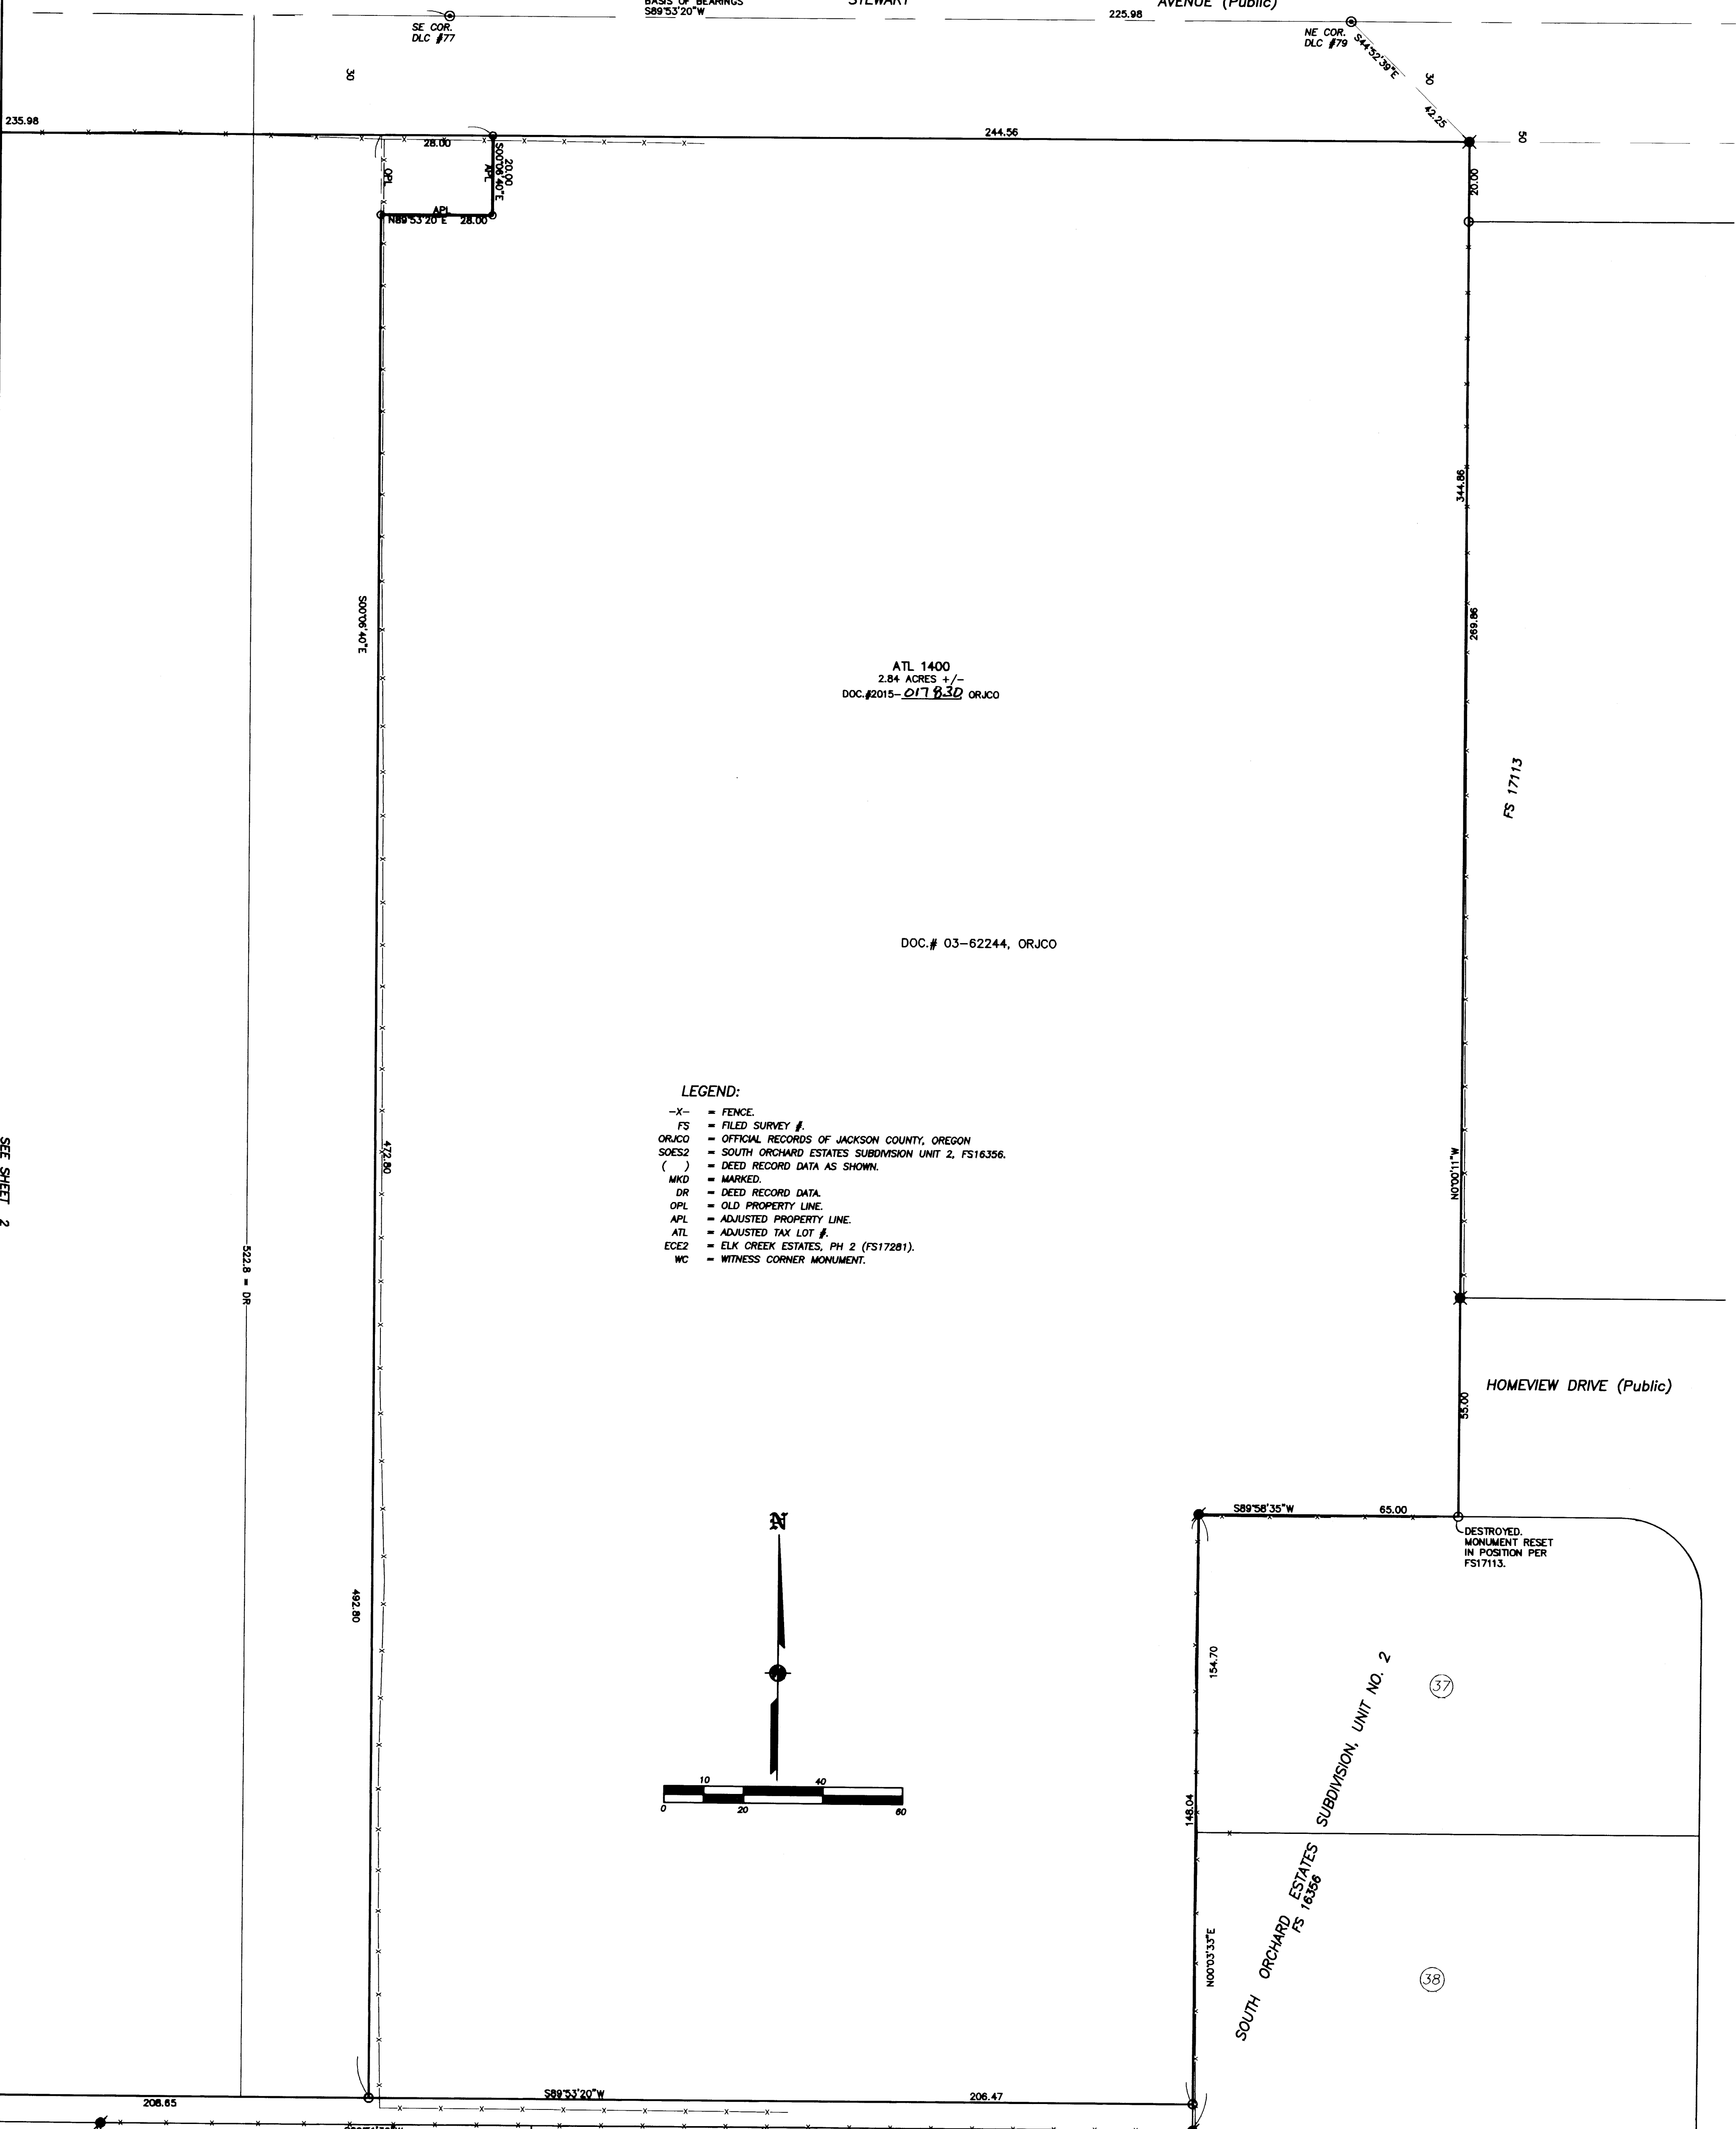 BASIS OF BEARINGS
S89°53'20"W
STEWART
AVENUE (Public)
225.98
SE COR.
DLC #77
NE COR.
DLC #79
S44°52'39"E
42.25
30
30
50
235.98
28.00
244.56
20.00
S00°06'40"E
APL
OPL
APL
N89°53'20"E 28.00
20.00
344.86
269.86
S00°06'40"E
ATL 1400
2.84 ACRES +/-
DOC.#2015-017830 ORJCO
FS 17113
DOC.# 03-62244, ORJCO
LEGEND:
-X- = FENCE.
FS = FILED SURVEY #.
ORJCO = OFFICIAL RECORDS OF JACKSON COUNTY, OREGON
SOES2 = SOUTH ORCHARD ESTATES SUBDIVISION UNIT 2, FS16356.
( ) = DEED RECORD DATA AS SHOWN.
MKD = MARKED.
DR = DEED RECORD DATA.
OPL = OLD PROPERTY LINE.
APL = ADJUSTED PROPERTY LINE.
ATL = ADJUSTED TAX LOT #.
ECE2 = ELK CREEK ESTATES, PH 2 (FS17281).
WC = WITNESS CORNER MONUMENT.
SEE SHEET 2
522.8 = DR
472.80
N0°00'11"W
HOMEVIEW DRIVE (Public)
55.00
S89°58'35"W 65.00
DESTROYED.
MONUMENT RESET
IN POSITION PER
FS17113.
N
492.80
154.70
37
10 40
0 20 60
148.04
SOUTH ORCHARD ESTATES SUBDIVISION, UNIT NO. 2
FS 16356
N00°03'33"E
38
208.65
S89°53'20"W
206.47